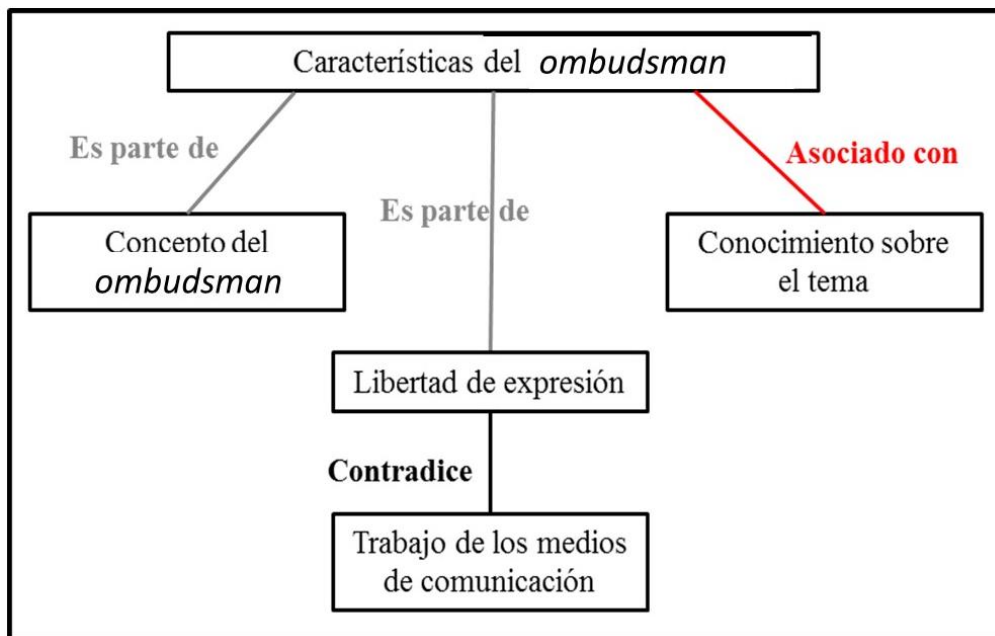 Características del ombudsman
Es parte de
Asociado con
Es parte de
Concepto del
ombudsman
Conocimiento sobre
el tema
Libertad de expresión
Contradice
Trabajo de los medios
de comunicación